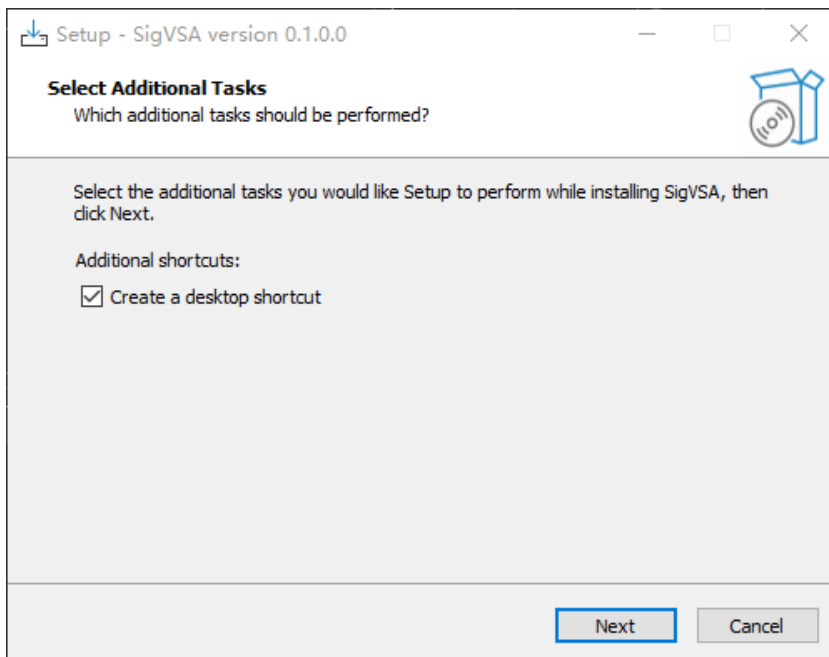 Setup - SigVSA version 0.1.0.0
Select Additional Tasks
Which additional tasks should be performed?
Select the additional tasks you would like Setup to perform while installing SigVSA, then
click Next.
Additional shortcuts:
Create a desktop shortcut
Next
Cancel